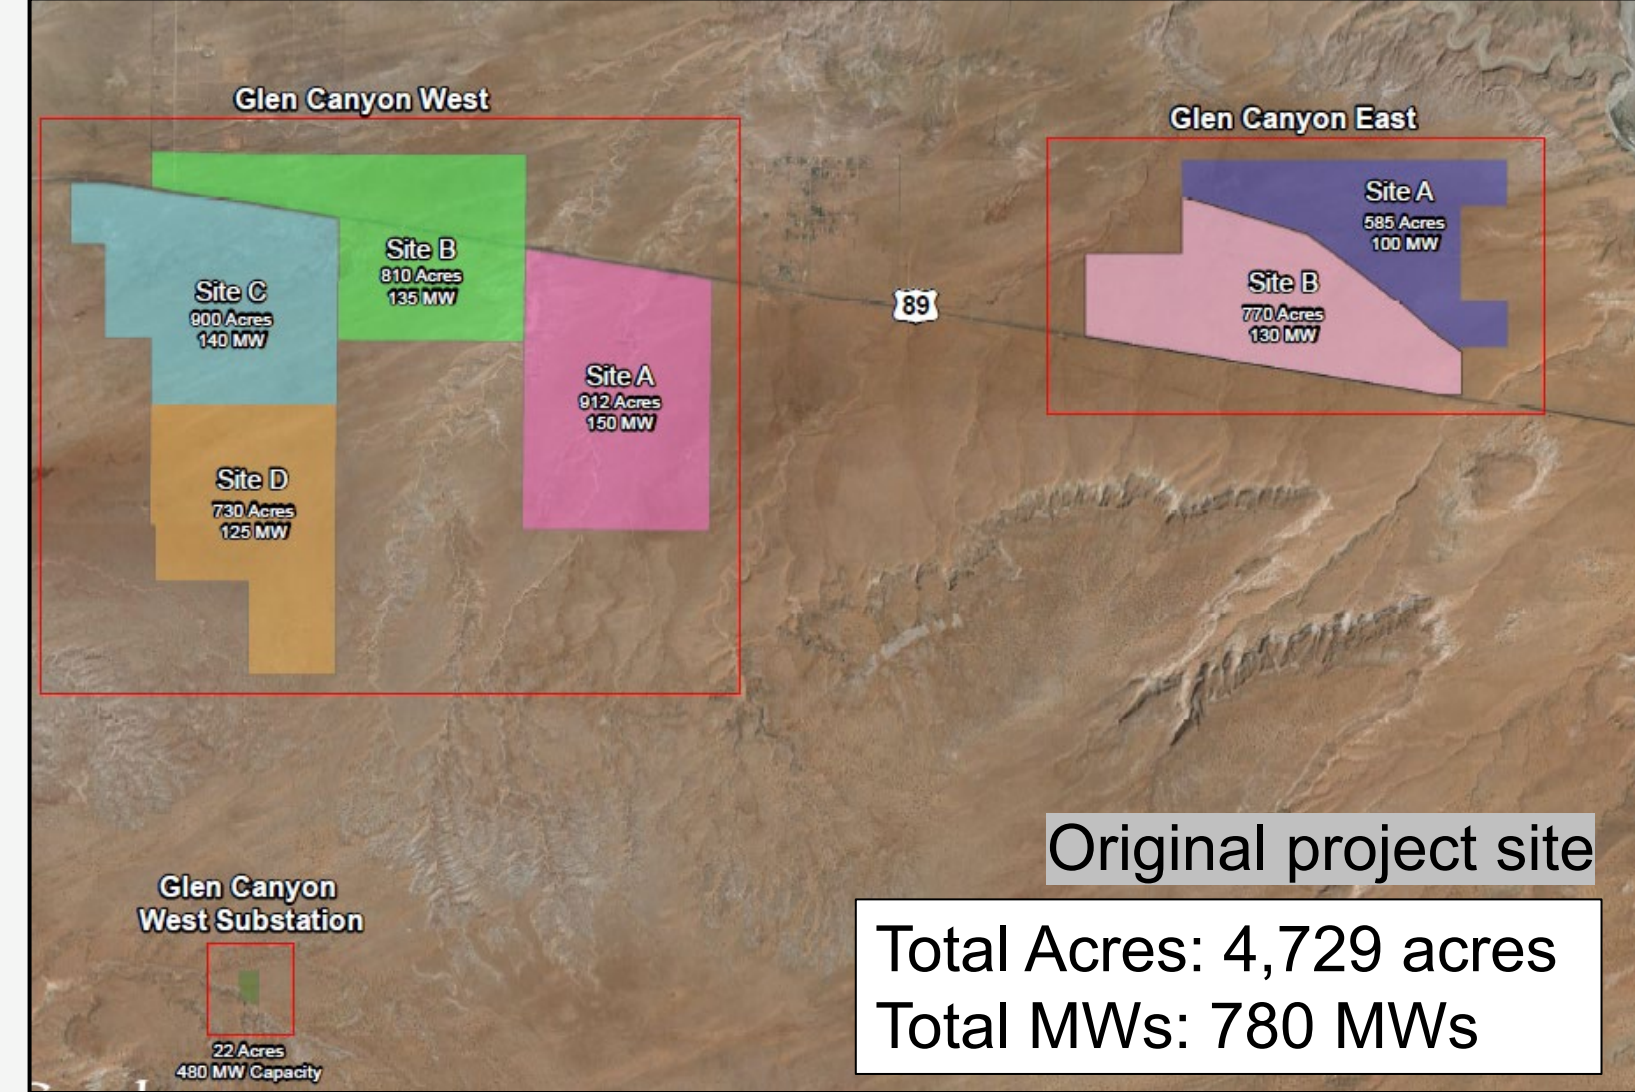 Glen Canyon West
Glen Canyon East
Site A
585 Acres
100 MW
Site B
810 Acres
135 MW
Site C
900 Acres
140 MW
Site B
770 Acres
130 MW
89
Site A
912 Acres
150 MW
Site D
730 Acres
125 MW
Original project site
Glen Canyon
West Substation
Total Acres: 4,729 acres
Total MWs: 780 MWs
22 Acres
480 MW Capacity